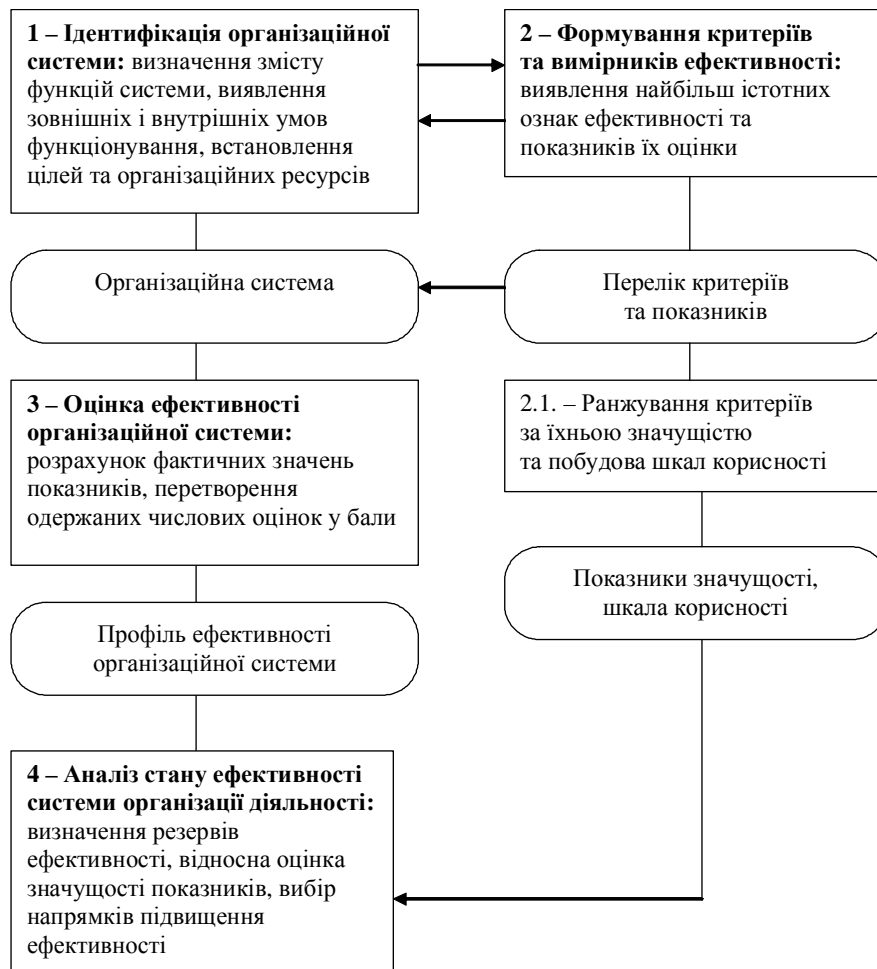 1 – Ідентифікація організаційної
системи: визначення змісту
функцій системи, виявлення
зовнішніх і внутрішніх умов
функціонування, встановлення
цілей та організаційних ресурсів
2 – Формування критеріїв
та вимірників ефективності:
виявлення найбільш істотних
ознак ефективності та
показників їх оцінки
Організаційна система
Перелік критеріїв
та показників
3 – Оцінка ефективності
організаційної системи:
розрахунок фактичних значень
показників, перетворення
одержаних числових оцінок у бали
2.1. – Ранжування критеріїв
за їхньою значущістю
та побудова шкал корисності
Показники значущості,
шкала корисності
Профіль ефективності
організаційної системи
4 – Аналіз стану ефективності
системи організації діяльності:
визначення резервів
ефективності, відносна оцінка
значущості показників, вибір
напрямків підвищення
ефективності